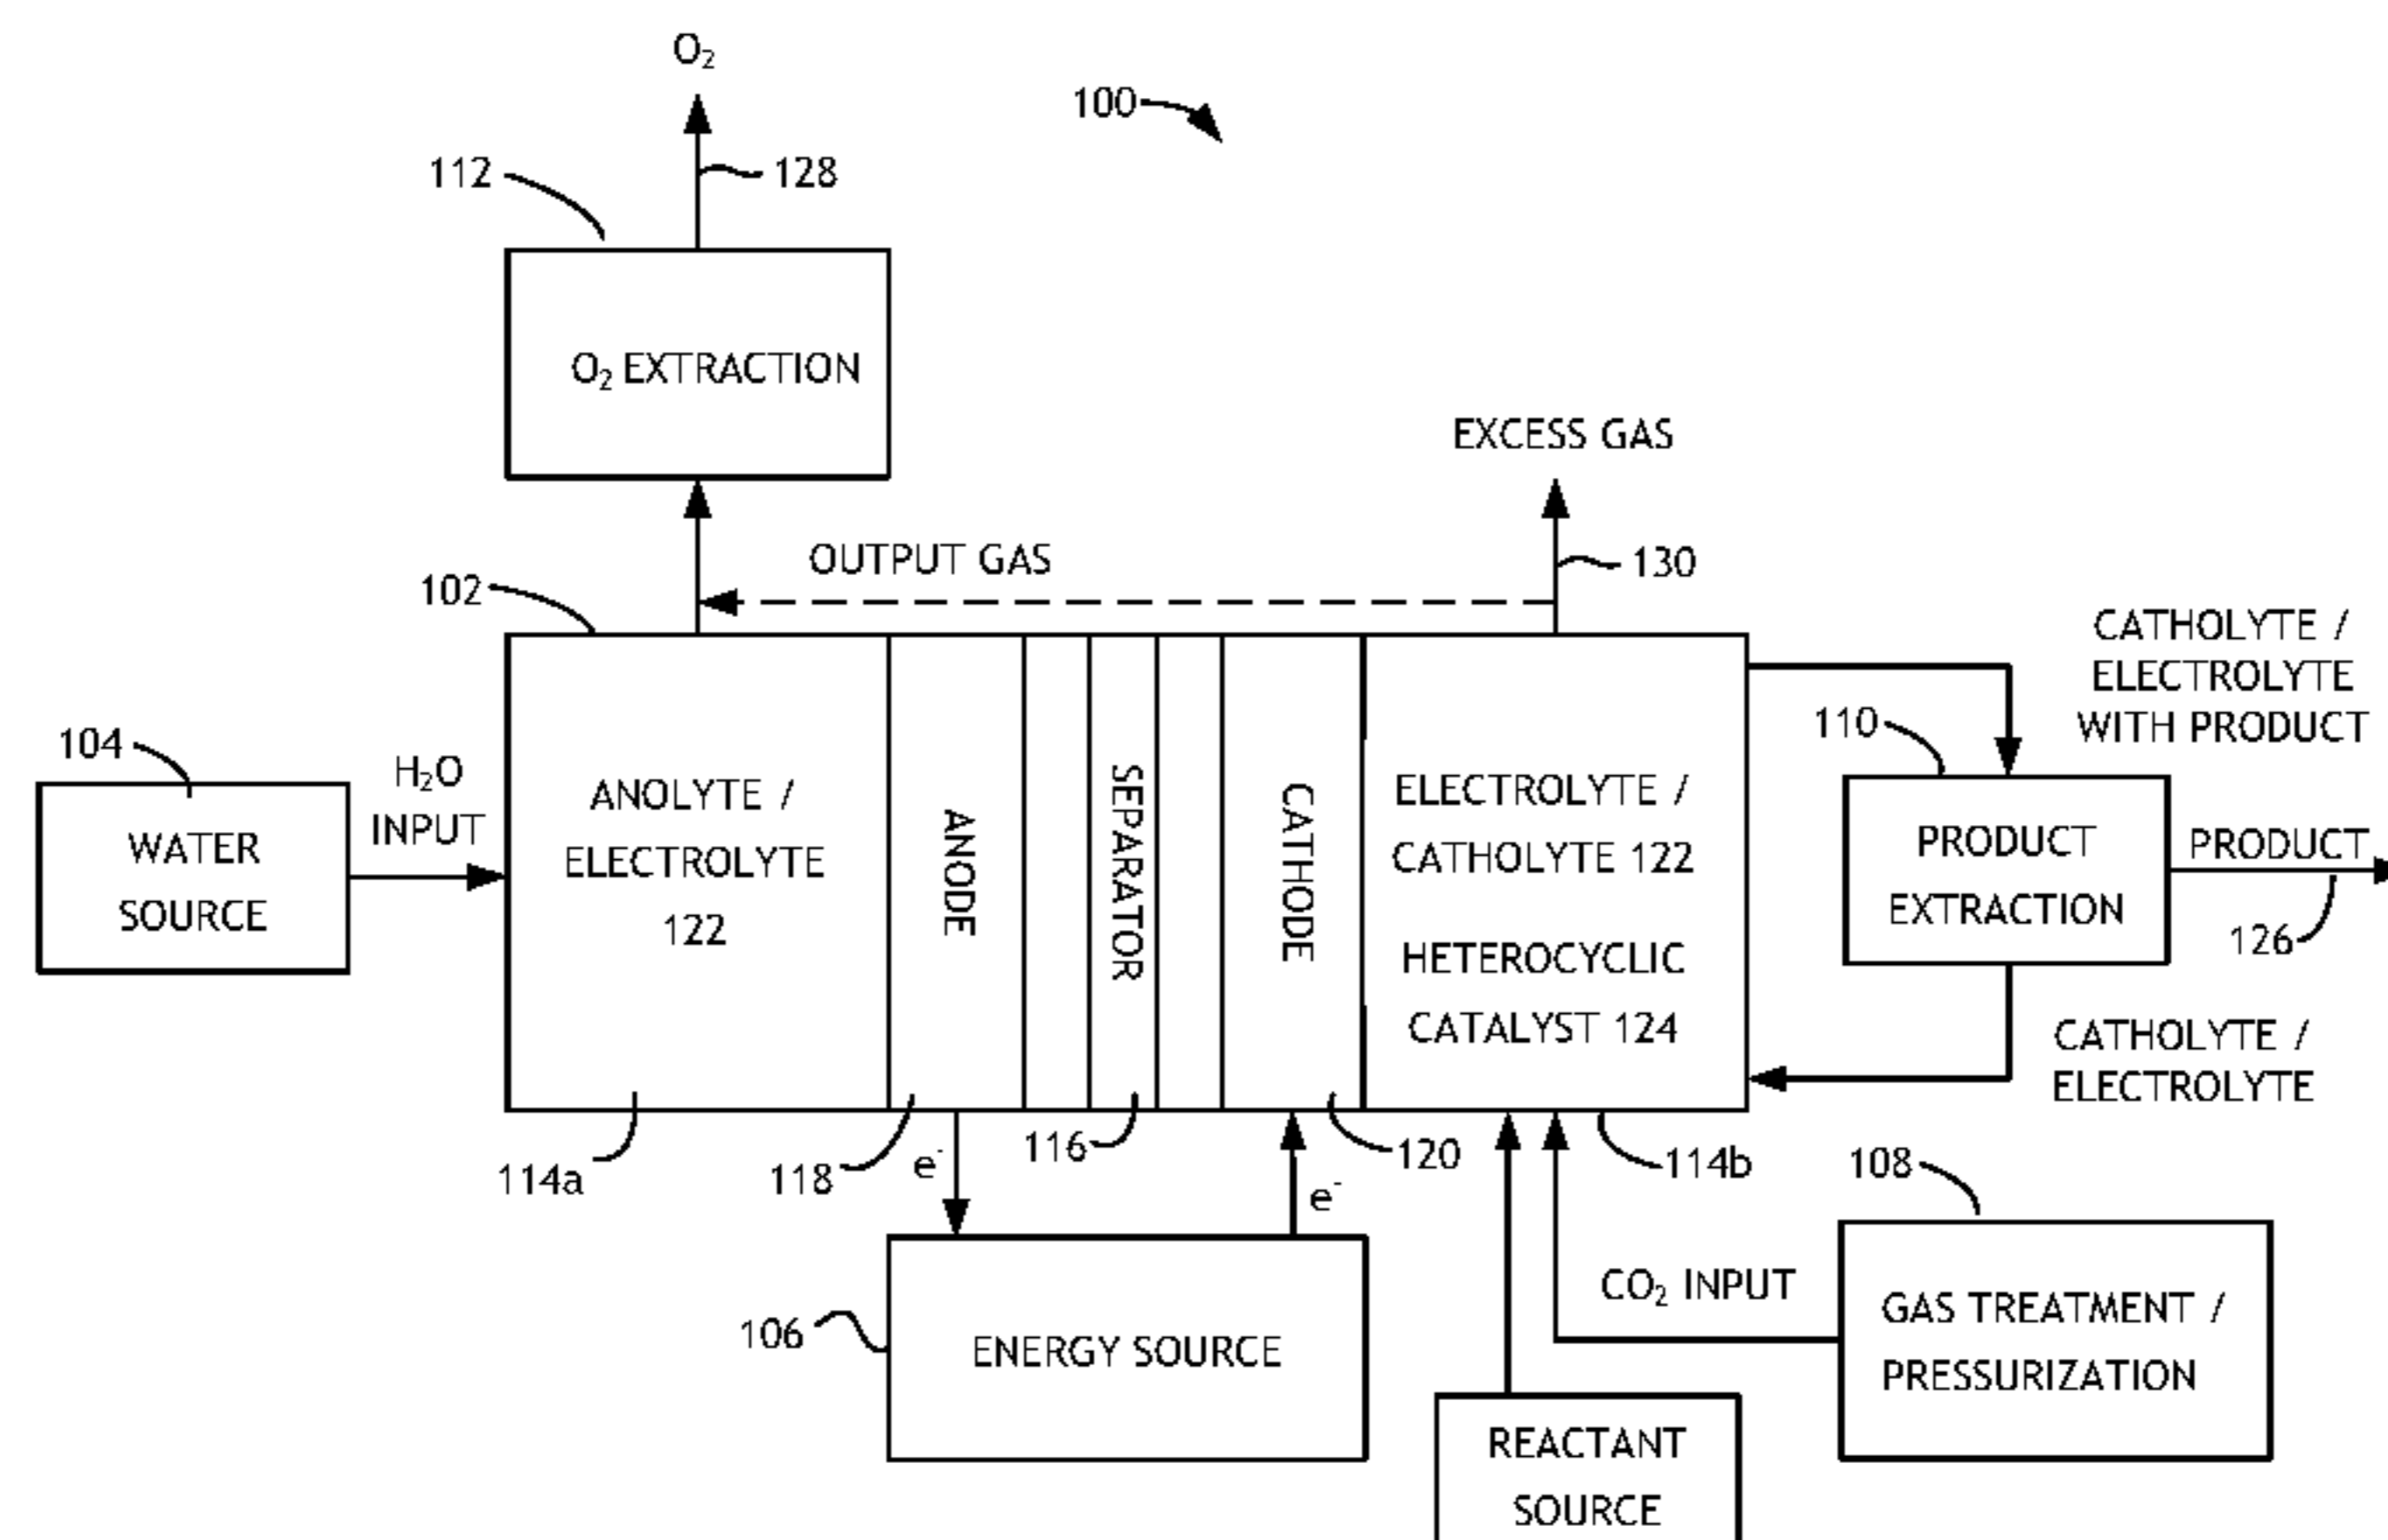 O₂
100
112
128
O₂ EXTRACTION
EXCESS GAS
OUTPUT GAS
130
102
CATHOLYTE /
ELECTROLYTE
WITH PRODUCT
104
H₂O
INPUT
WATER
SOURCE
ANOLYTE /
ELECTROLYTE
122
ANODE
SEPARATOR
CATHODE
ELECTROLYTE /
CATHOLYTE 122
HETEROCYCLIC
CATALYST 124
110
PRODUCT
EXTRACTION
PRODUCT
126
CATHOLYTE /
ELECTROLYTE
114a
118
e⁻
116
e⁻
120
114b
108
106
ENERGY SOURCE
CO₂ INPUT
GAS TREATMENT /
PRESSURIZATION
REACTANT
SOURCE